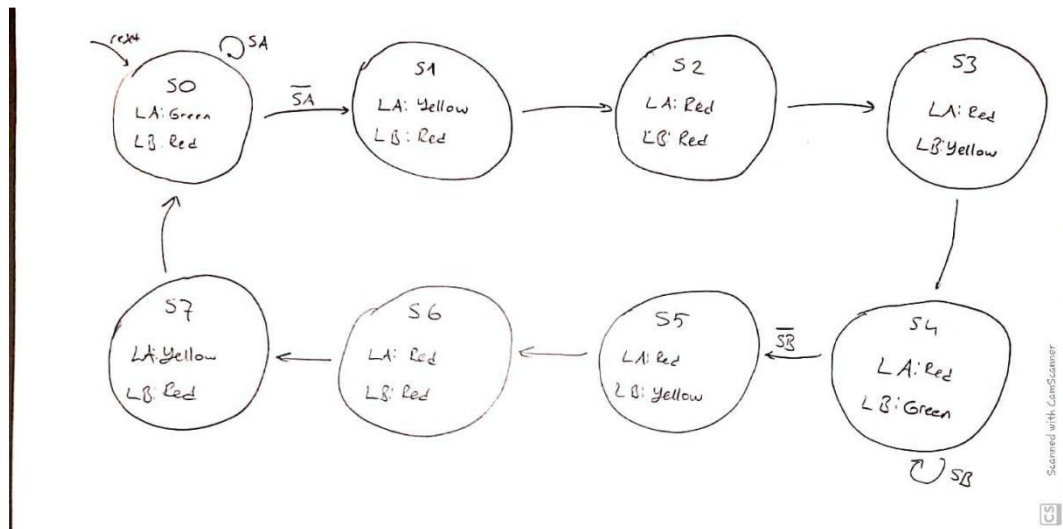 reset
SA
S0
LA: Green
LB: Red
S̅A̅
S1
LA: Yellow
LB: Red
S2
LA: Red
LB: Red
S3
LA: Red
LB: Yellow
S7
LA: Yellow
LB: Red
S6
LA: Red
LB: Red
S5
LA: Red
LB: Yellow
S̅B̅
S4
LA: Red
LB: Green
SB
CS Scanned with CamScanner